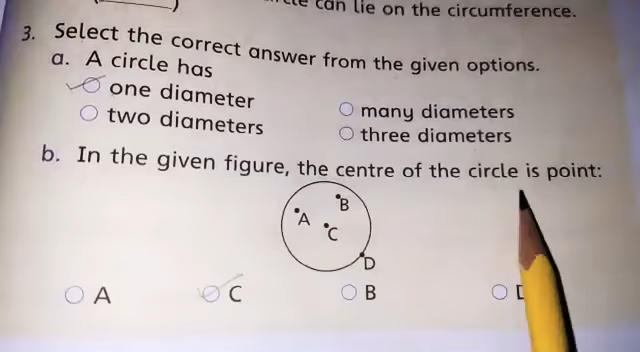 can lie on the circumference.
3. Select the correct answer from the given options.
a. A circle has
one diameter
many diameters
two diameters
three diameters
b. In the given figure, the centre of the circle is point:
A
B
C
D
A
C
B